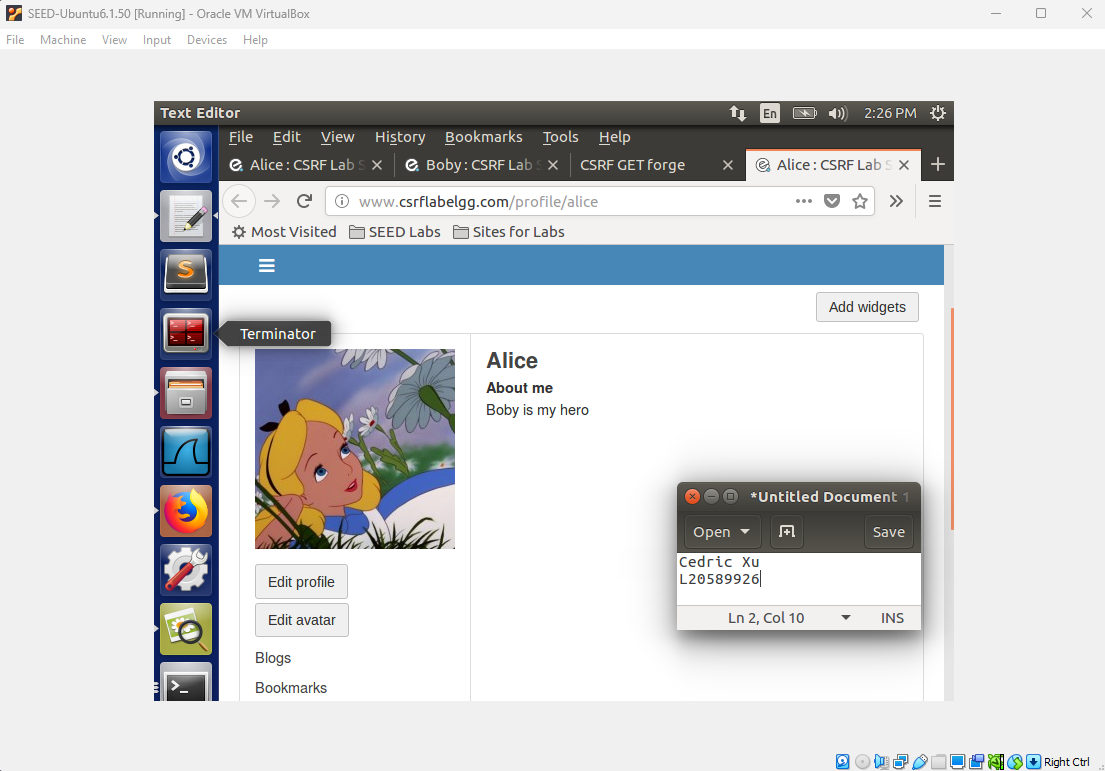 SEED-Ubuntu6.1.50 [Running] - Oracle VM VirtualBox
File Machine View Input Devices Help
Text Editor En 2:26 PM
File Edit View History Bookmarks Tools Help
Alice : CSRF Lab S Boby : CSRF Lab S CSRF GET forge Alice : CSRF Lab S
www.csrflabelgg.com/profile/alice
Most Visited SEED Labs Sites for Labs
Add widgets
Terminator
Alice
About me
Boby is my hero
*Untitled Document 1
Open Save
Cedric Xu
L20589926
Ln 2, Col 10 INS
Edit profile
Edit avatar
Blogs
Bookmarks
Right Ctrl